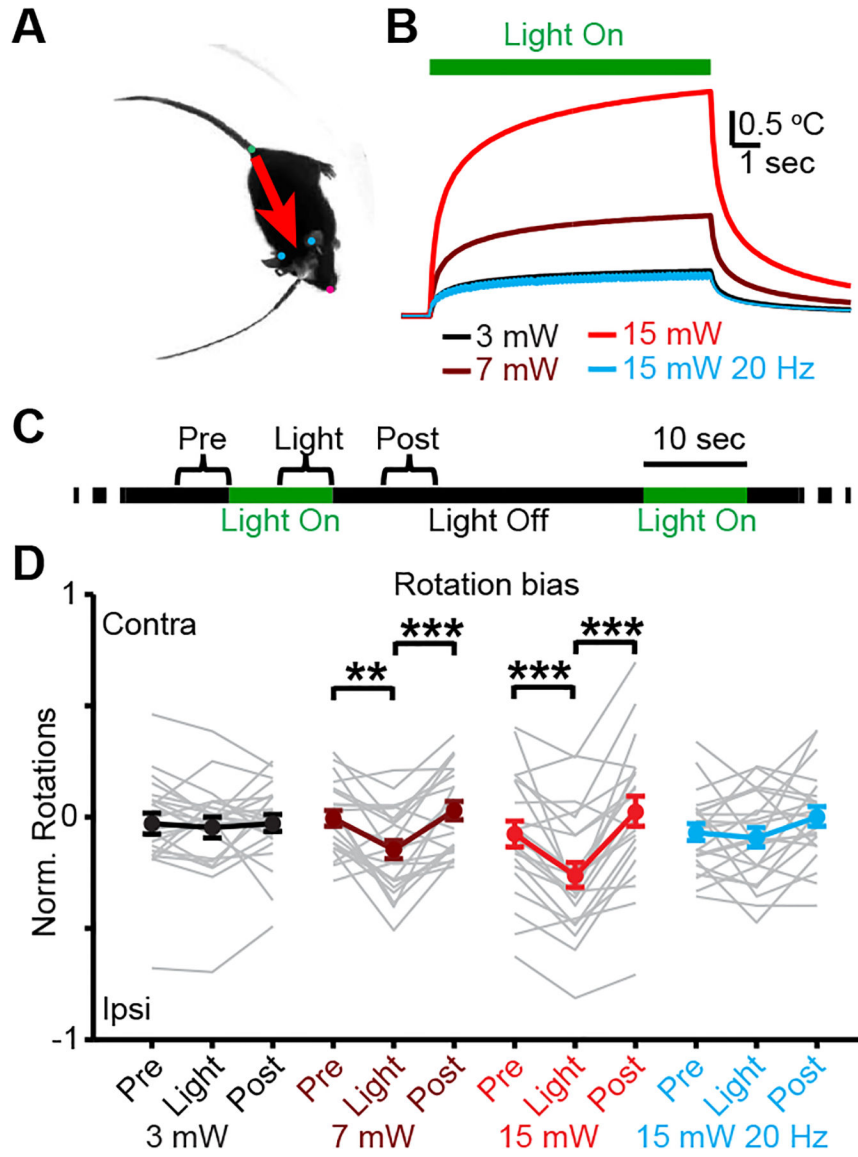 A
B
Light On
0.5 ºC
1 sec
3 mW
15 mW
7 mW
15 mW 20 Hz
C
Pre
Light
Post
10 sec
Light On
Light Off
Light On
D
Rotation bias
1
Contra
***
***
**
***
Norm. Rotations
0
Ipsi
-1
Pre
Light
Post
Pre
Light
Post
Pre
Light
Post
Pre
Light
Post
3 mW
7 mW
15 mW
15 mW 20 Hz